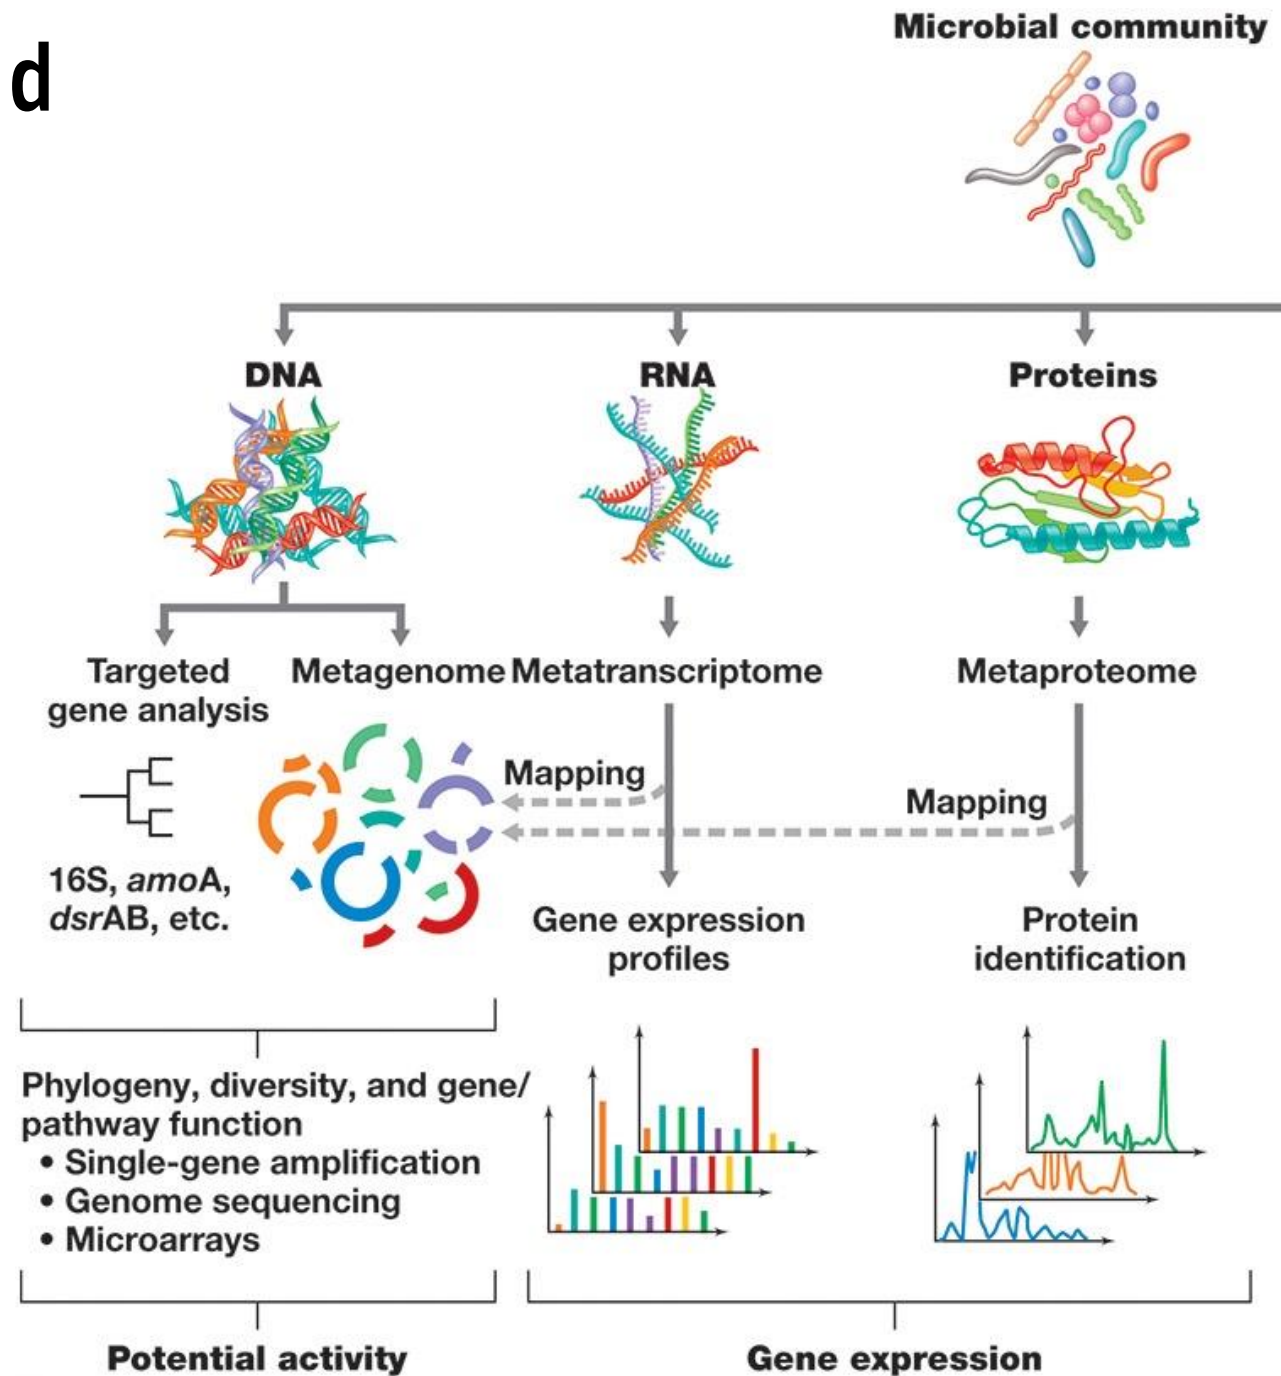 d
Microbial community
DNA
RNA
Proteins
Targeted
gene analysis
Metagenome
Metatranscriptome
Metaproteome
Mapping
Mapping
16S, amoA,
dsrAB, etc.
Gene expression
profiles
Protein
identification
Phylogeny, diversity, and gene/
pathway function
• Single-gene amplification
• Genome sequencing
• Microarrays
Potential activity
Gene expression